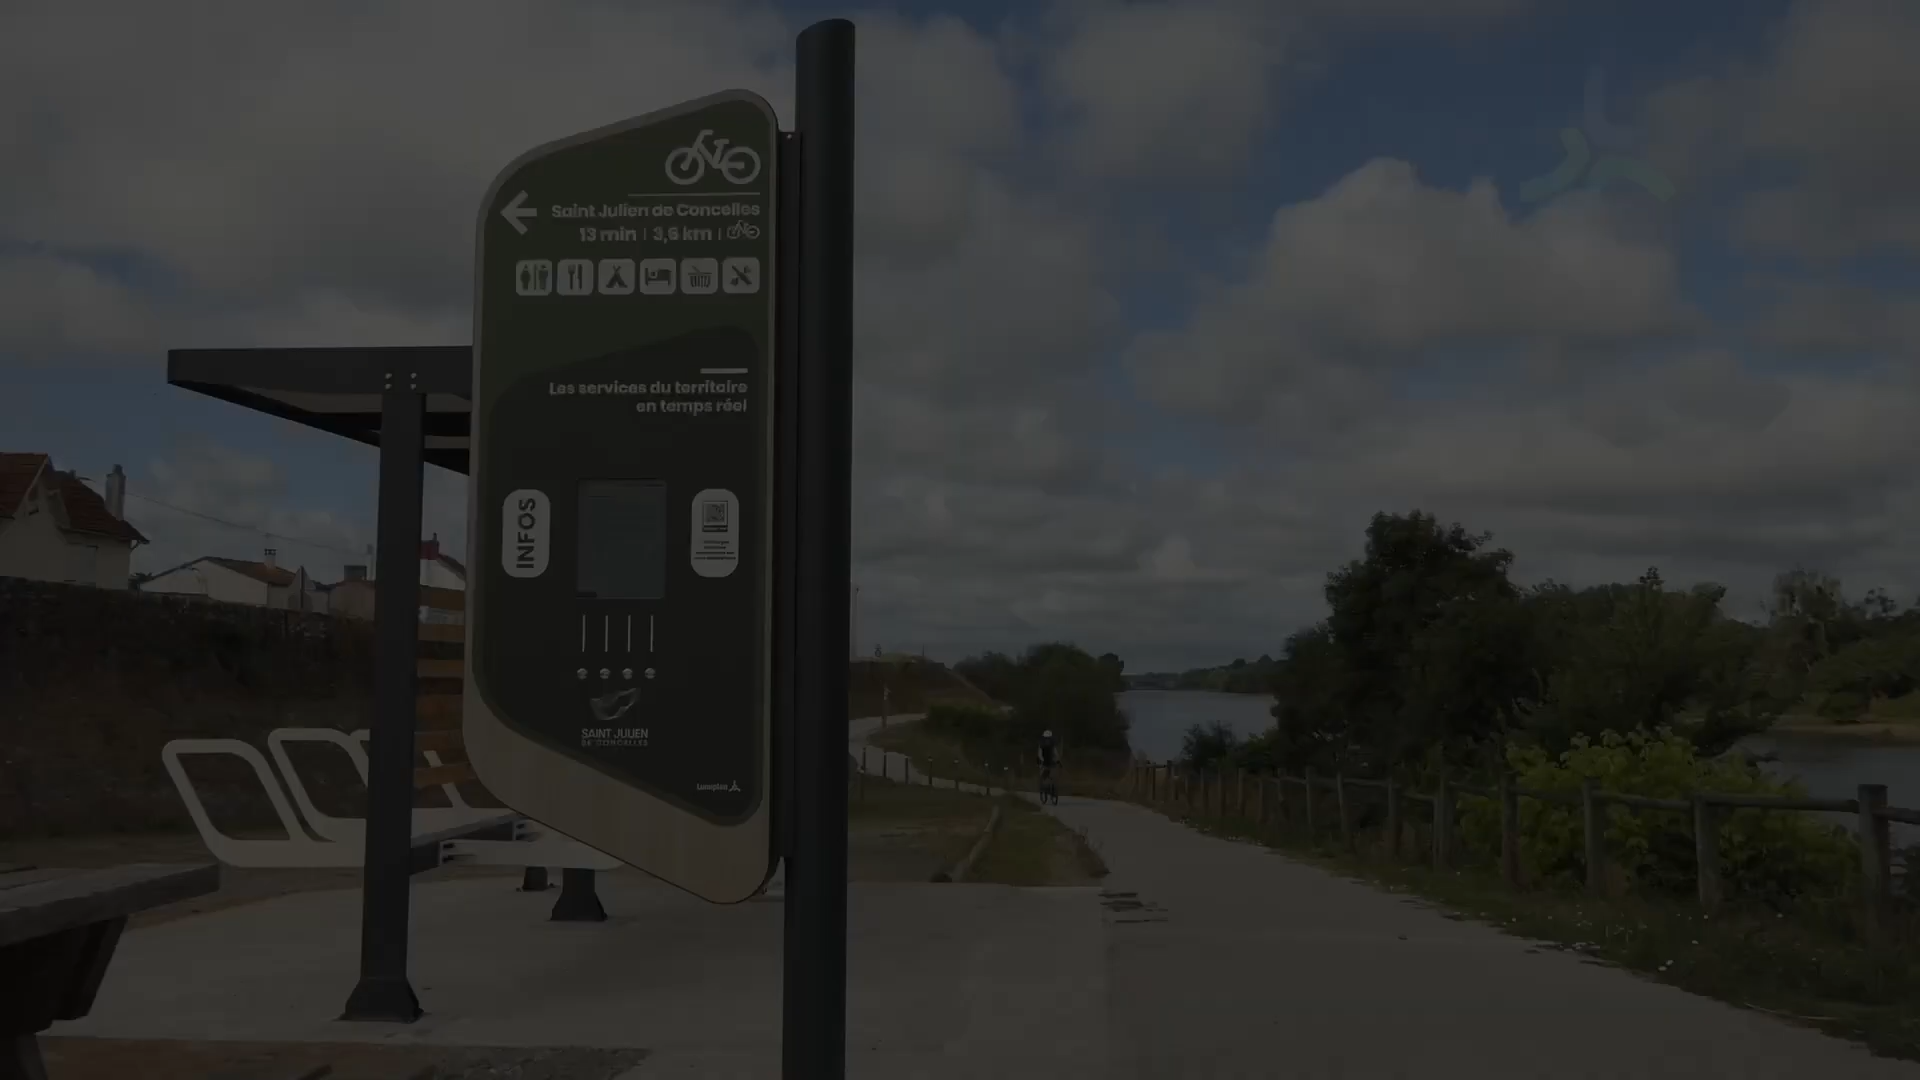 Saint Julien de Concelles
13 min | 3,6 km |
Les services du territoire
en temps réel
INFOS
SAINT JULIEN
DE CONCELLES
Lumiplan